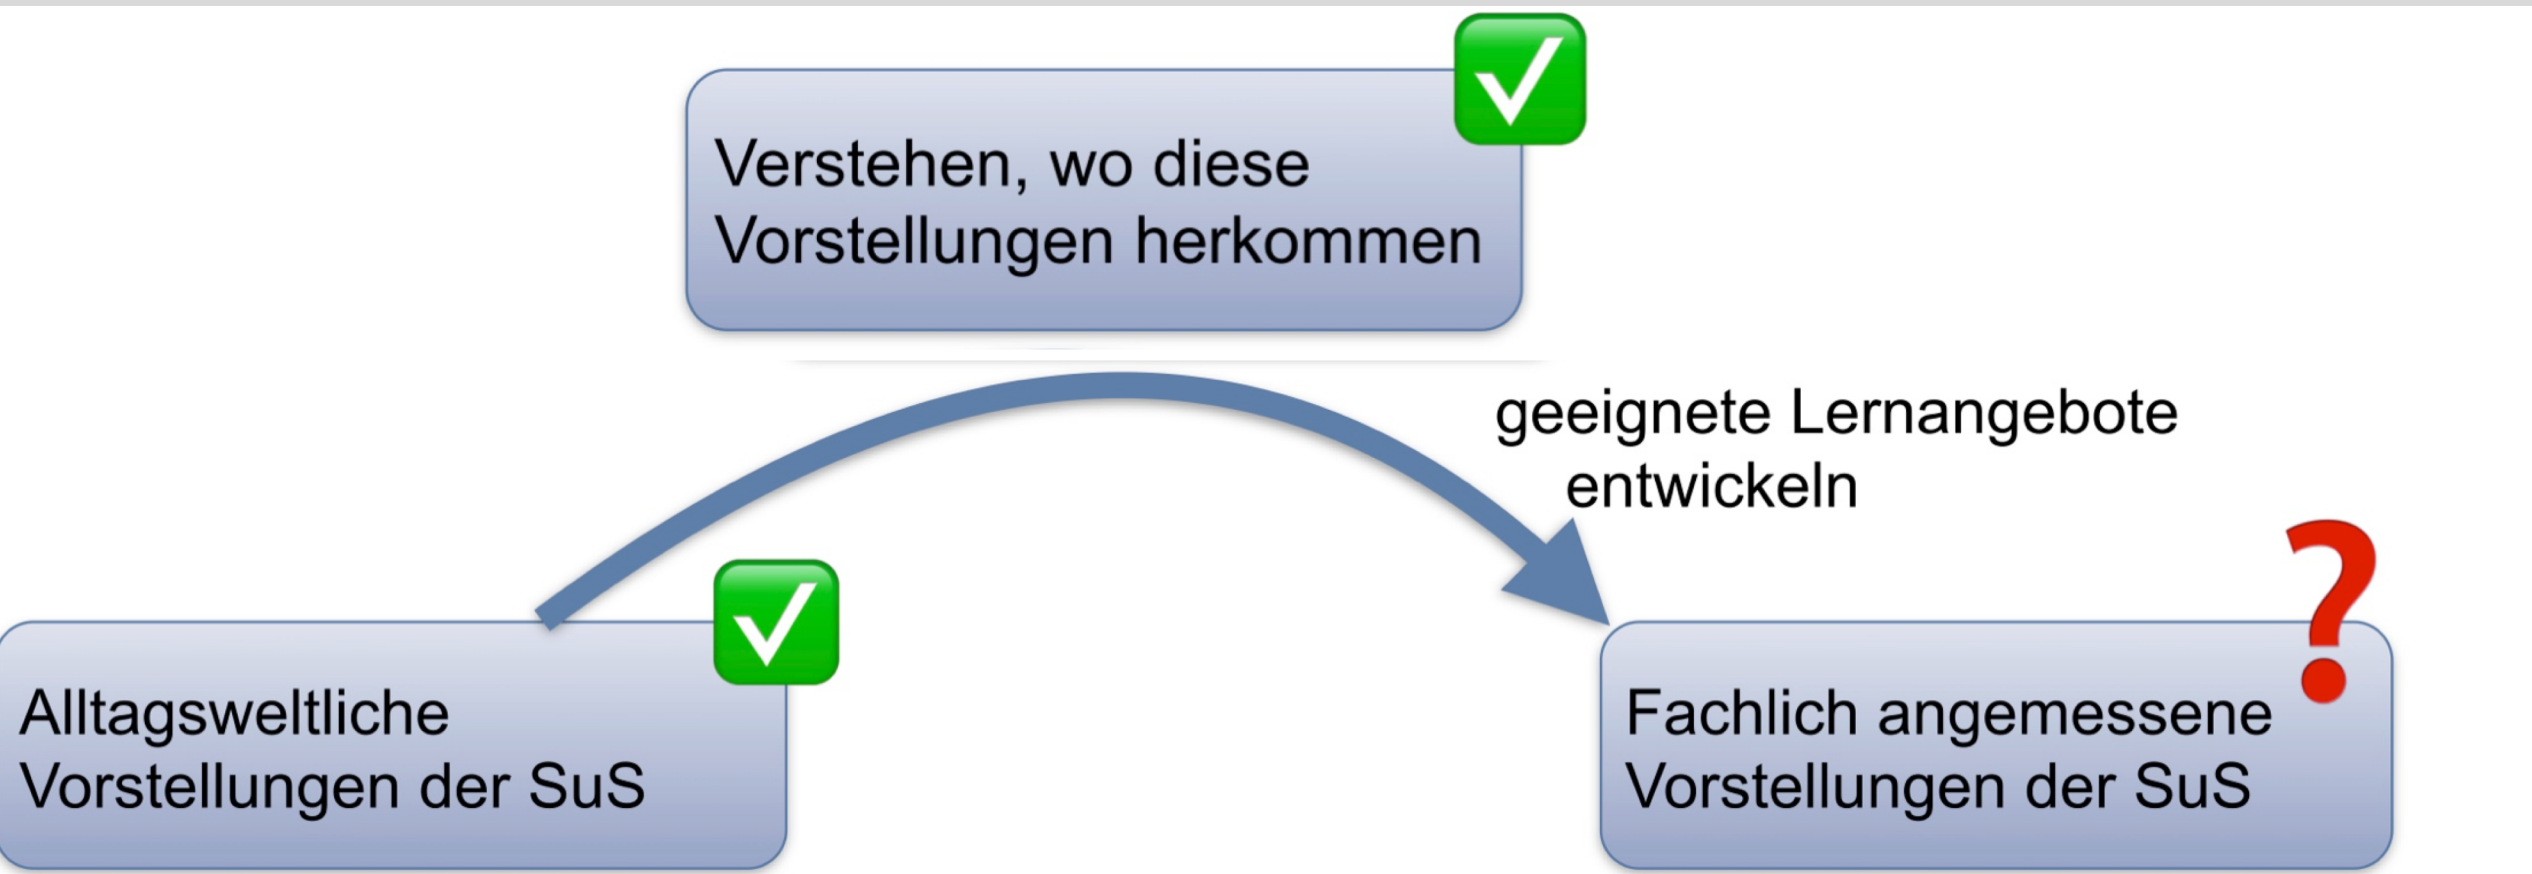 Verstehen, wo diese
Vorstellungen herkommen
geeignete Lernangebote
entwickeln
Alltagsweltliche
Vorstellungen der SuS
?
Fachlich angemessene
Vorstellungen der SuS